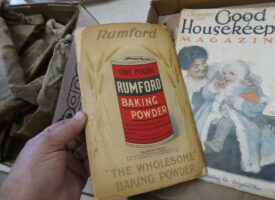 Rumford
ONE POUND
RUMFORD
BAKING
POWDER
"THE WHOLESOME"
BAKING POWDER
Good
Housekeep
MAGAZIN